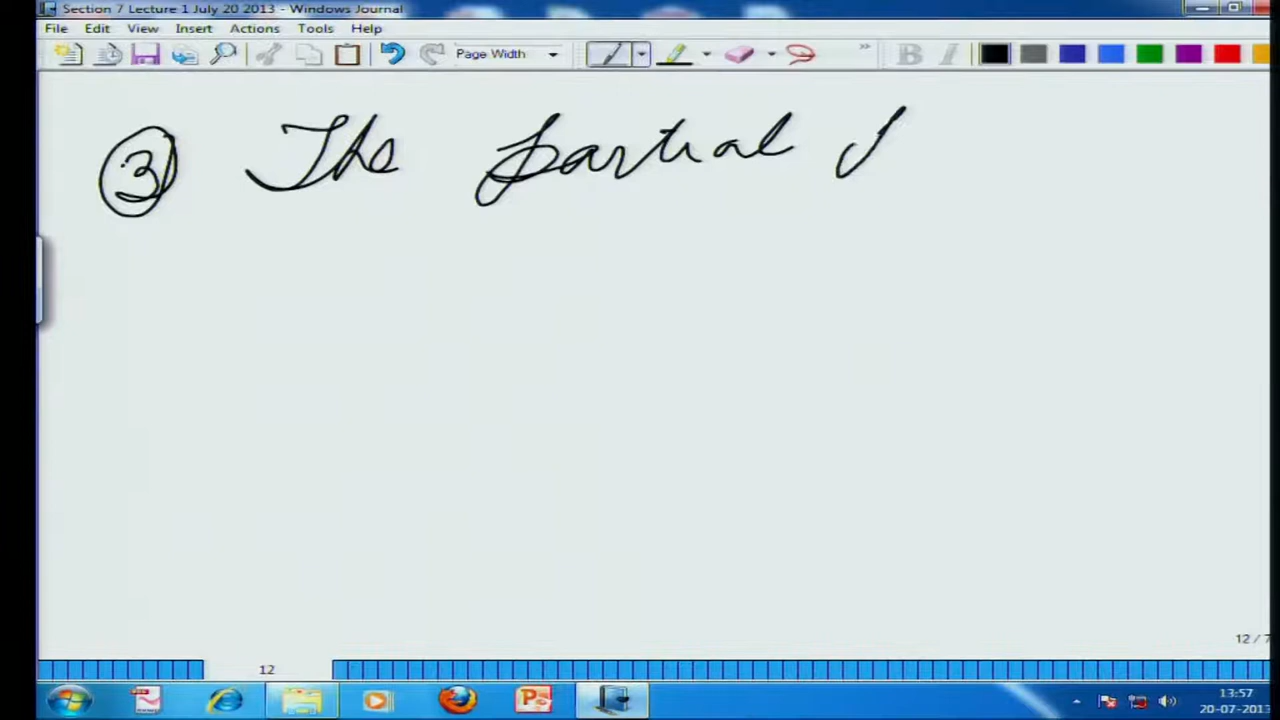 Section 7 Lecture 1 July 20 2013 - Windows Journal
File Edit View Insert Actions Tools Help
Page Width
B I
3 The partial
12 / 7
12
13:57
20-07-2013